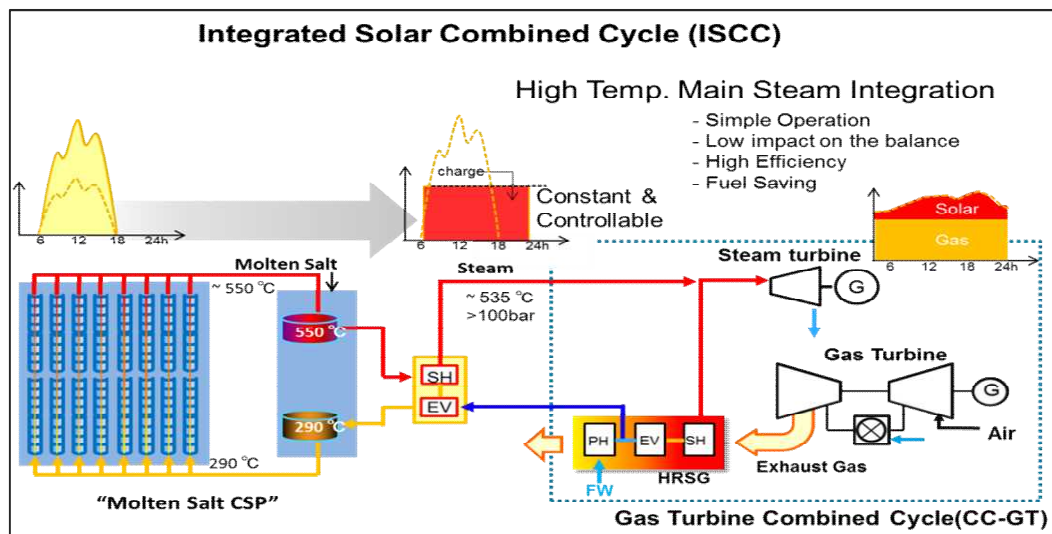 Integrated Solar Combined Cycle (ISCC)
High Temp. Main Steam Integration
- Simple Operation
- Low impact on the balance
- High Efficiency
- Fuel Saving
6 12 18 24h
charge
Constant &
Controllable
6 12 18 24h
Solar
Gas
6 12 18 24h
Molten Salt
~ 550 ℃
550 ℃
290 ℃
290 ℃
"Molten Salt CSP"
Steam
~ 535 ℃
>100bar
SH
EV
Steam turbine
G
Gas Turbine
G
Air
Exhaust Gas
PH
EV
SH
HRSG
FW
Gas Turbine Combined Cycle(CC-GT)